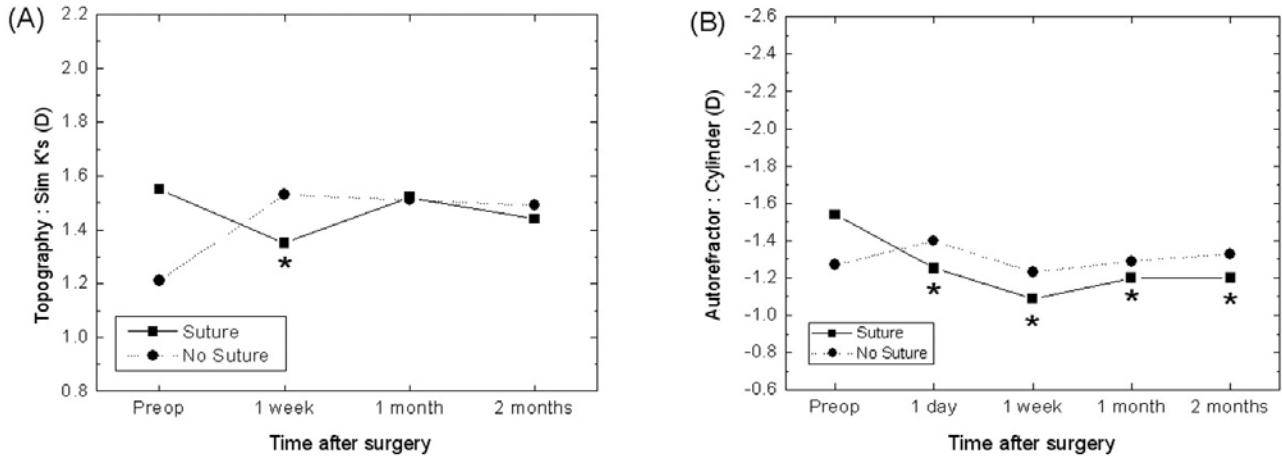 (A)
Topography : Sim K's (D)
2.2
2.0
1.8
1.6
1.4
1.2
1.0
0.8
*
Suture
No Suture
Preop 1 week 1 month 2 months
Time after surgery
(B)
Autorefractor : Cylinder (D)
-2.6
-2.4
-2.2
-2.0
-1.8
-1.6
-1.4
-1.2
-1.0
-0.8
-0.6
* * * *
Suture
No Suture
Preop 1 day 1 week 1 month 2 months
Time after surgery